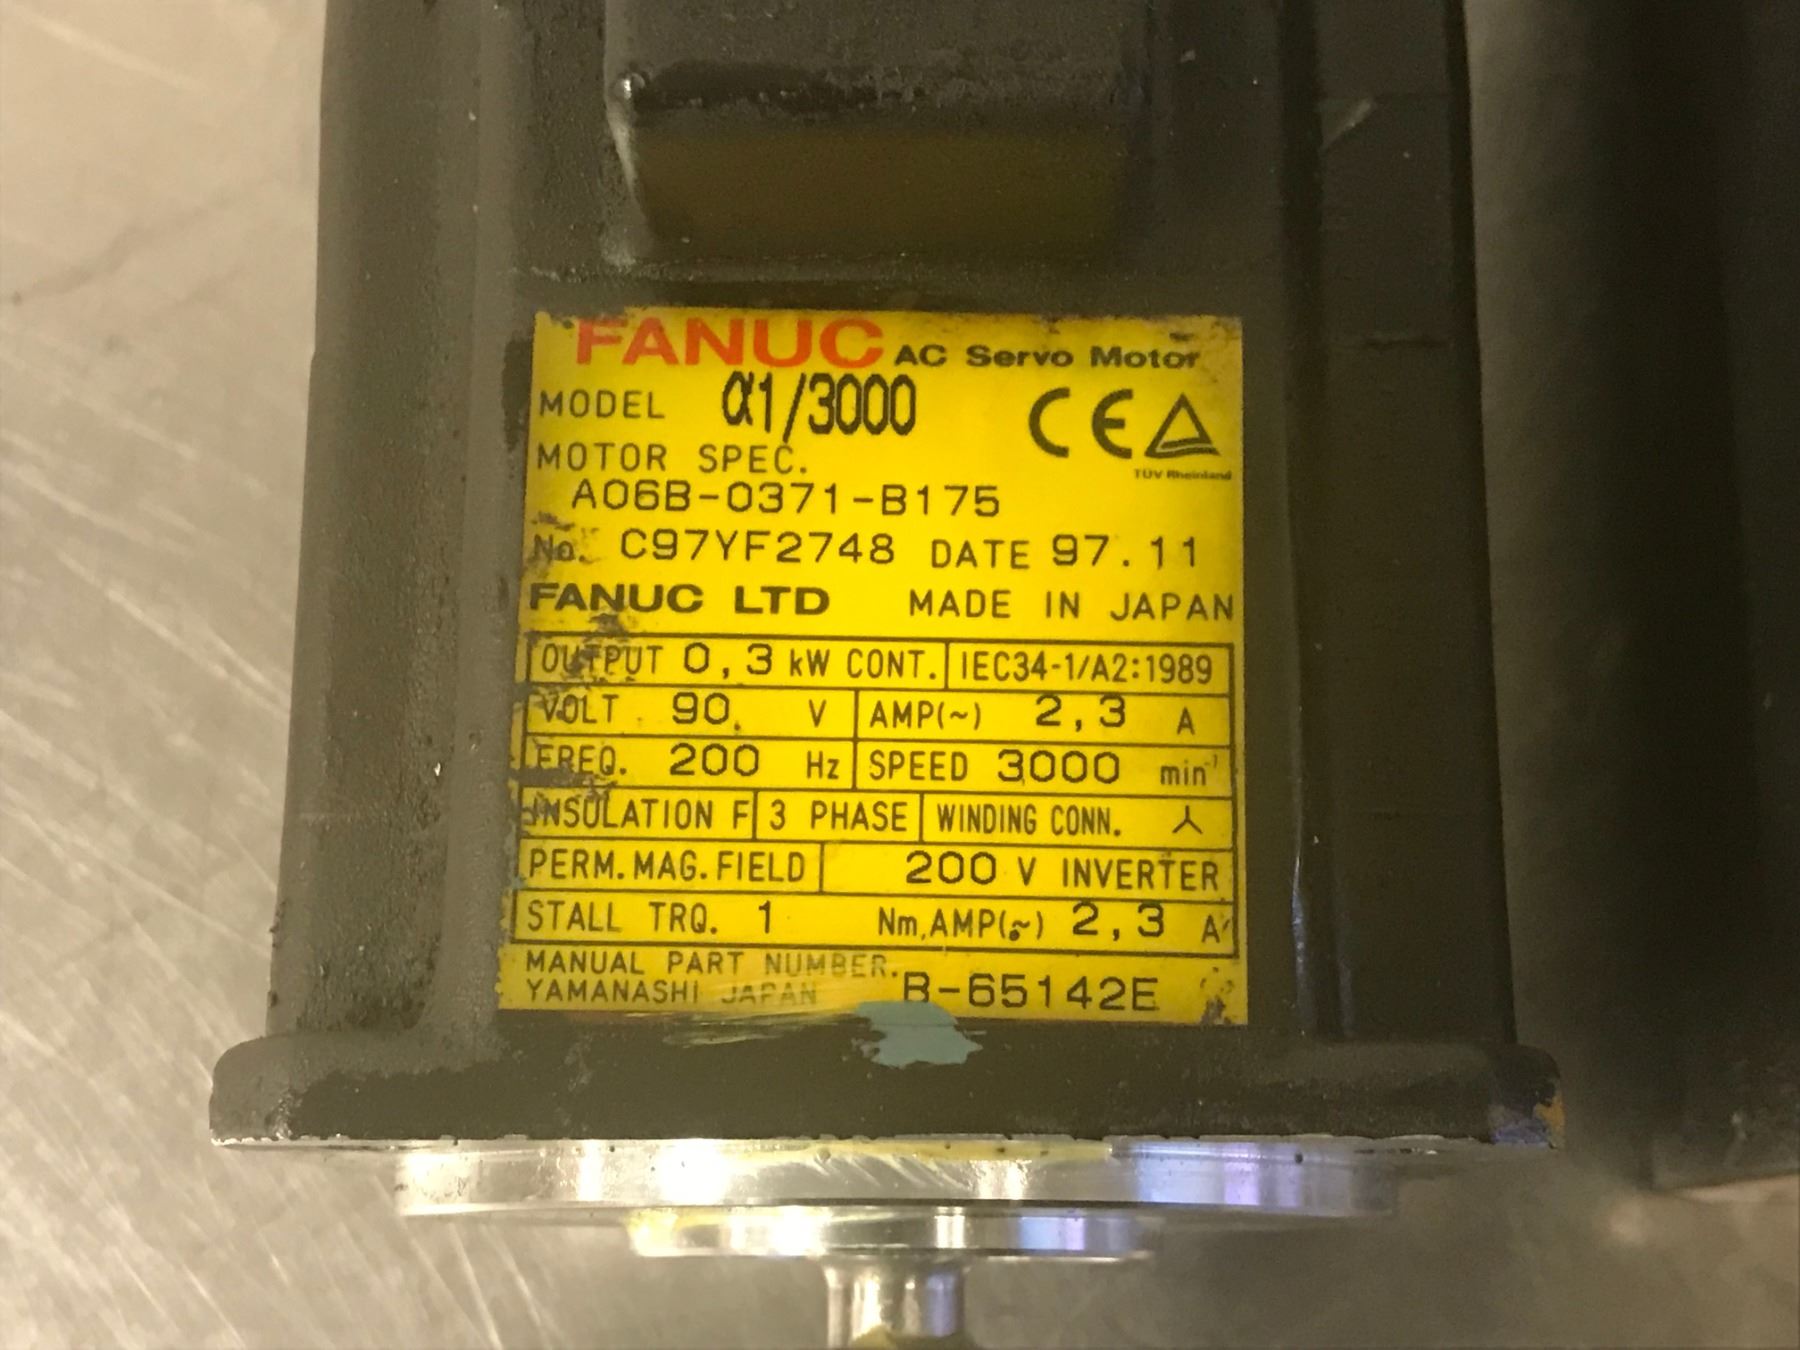 FANUC AC Servo Motor
MODEL α1/3000
CE
TÜV Rheinland
MOTOR SPEC.
A06B-0371-B175
No. C97YF2748 DATE 97.11
FANUC LTD MADE IN JAPAN
OUTPUT 0,3 kW CONT. IEC34-1/A2:1989
VOLT 90. V AMP(~) 2,3 A
FREQ. 200 Hz SPEED 3000 min⁻¹
INSULATION F 3 PHASE WINDING CONN.
PERM.MAG.FIELD 200 V INVERTER
STALL TRQ. 1 Nm,AMP(~) 2,3 A
MANUAL PART NUMBER.
YAMANASHI JAPAN B-65142E